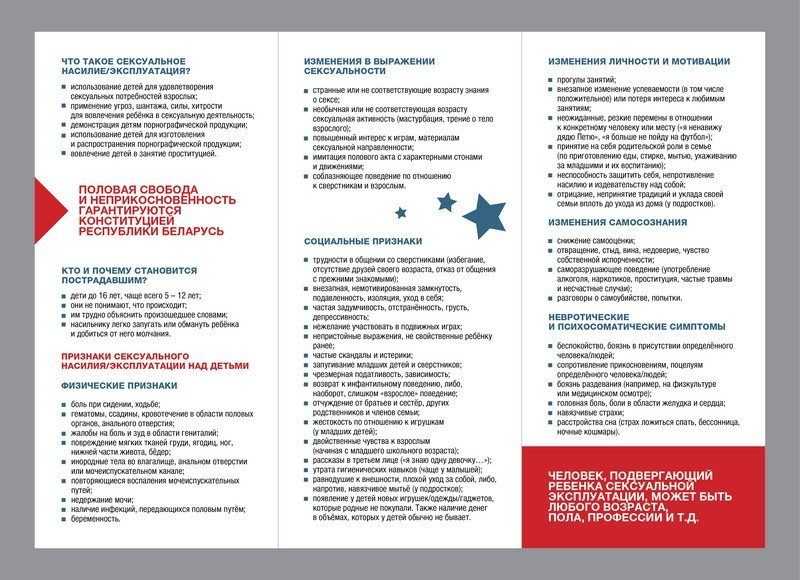 ЧТО ТАКОЕ СЕКСУАЛЬНОЕ
НАСИЛИЕ/ЭКСПЛУАТАЦИЯ?
использование детей для удовлетворения
сексуальных потребностей взрослых;
применение угроз, шантажа, силы, хитрости
для вовлечения ребёнка в сексуальную деятельность;
демонстрация детям порнографической продукции;
использование детей для изготовления
и распространения порнографической продукции;
вовлечение детей в занятие проституцией.
ПОЛОВАЯ СВОБОДА
И НЕПРИКОСНОВЕННОСТЬ
ГАРАНТИРУЮТСЯ
КОНСТИТУЦИЕЙ
РЕСПУБЛИКИ БЕЛАРУСЬ
КТО И ПОЧЕМУ СТАНОВИТСЯ
ПОСТРАДАВШИМ?
дети до 16 лет, чаще всего 5 – 12 лет;
они не понимают, что происходит;
им трудно объяснить произошедшее словами;
насильнику легко запугать или обмануть ребёнка
и добиться от него молчания.
ПРИЗНАКИ СЕКСУАЛЬНОГО
НАСИЛИЯ/ЭКСПЛУАТАЦИИ НАД ДЕТЬМИ
ФИЗИЧЕСКИЕ ПРИЗНАКИ
боль при сидении, ходьбе;
гематомы, ссадины, кровотечение в области половых
органов, анального отверстия;
жалобы на боль и зуд в области гениталий;
повреждение мягких тканей груди, ягодиц, ног,
нижней части живота, бёдер;
инородные тела во влагалище, анальном отверстии
или мочеиспускательном канале;
повторяющиеся воспаления мочеиспускательных
путей;
недержание мочи;
наличие инфекций, передающихся половым путём;
беременность.
ИЗМЕНЕНИЯ В ВЫРАЖЕНИИ
СЕКСУАЛЬНОСТИ
странные или не соответствующие возрасту знания
о сексе;
необычная или не соответствующая возрасту
сексуальная активность (мастурбация, трение о тело
взрослого);
повышенный интерес к играм, материалам
сексуальной направленности;
имитация полового акта с характерными стонами
и движениями;
соблазняющее поведение по отношению
к сверстникам и взрослым.
СОЦИАЛЬНЫЕ ПРИЗНАКИ
трудности в общении со сверстниками (избегание,
отсутствие друзей своего возраста, отказ от общения
с прежними знакомыми);
внезапная, немотивированная замкнутость,
подавленность, изоляция, уход в себя;
частая задумчивость, отстранённость, грусть,
депрессивность;
нежелание участвовать в подвижных играх;
непристойные выражения, не свойственные ребёнку
ранее;
частые скандалы и истерики;
запугивание младших детей и сверстников;
чрезмерная податливость, зависимость;
возврат к инфантильному поведению, либо,
наоборот, слишком «взрослое» поведение;
отчуждение от братьев и сестёр, других
родственников и членов семьи;
жестокость по отношению к игрушкам
(у младших детей);
двойственные чувства к взрослым
(начиная с младшего школьного возраста);
рассказы в третьем лице («я знаю одну девочку…»);
утрата гигиенических навыков (чаще у малышей);
равнодушие к внешности, плохой уход за собой, либо,
напротив, навязчивое мытьё (у подростков);
появление у детей новых игрушек/одежды/гаджетов,
которые родные не покупали. Также наличие денег
в объёмах, которых у детей обычно не бывает.
ИЗМЕНЕНИЯ ЛИЧНОСТИ И МОТИВАЦИИ
прогулы занятий;
внезапное изменение успеваемости (в том числе
положительное) или потеря интереса к любимым
занятиям;
неожиданные, резкие перемены в отношении
к конкретному человеку или месту («я ненавижу
дядю Петю», «я больше не пойду на футбол»);
принятие на себя родительской роли в семье
(по приготовлению еды, стирке, мытью, ухаживанию
за младшими и их воспитанию);
неспособность защитить себя, непротивление
насилию и издевательству над собой;
отрицание, непринятие традиций и уклада своей
семьи вплоть до ухода из дома (у подростков).
ИЗМЕНЕНИЯ САМОСОЗНАНИЯ
снижение самооценки;
отвращение, стыд, вина, недоверие, чувство
собственной испорченности;
саморазрушающее поведение (употребление
алкоголя, наркотиков, проституция, частые травмы
и несчастные случаи);
разговоры о самоубийстве, попытки.
НЕВРОТИЧЕСКИЕ
И ПСИХОСОМАТИЧЕСКИЕ СИМПТОМЫ
беспокойство, боязнь в присутствии определённого
человека/людей;
сопротивление прикосновениям, поцелуям
определённого человека/людей;
боязнь раздевания (например, на физкультуре
или медицинском осмотре);
головная боль, боли в области желудка и сердца;
навязчивые страхи;
расстройства сна (страх ложиться спать, бессонница,
ночные кошмары).
ЧЕЛОВЕК, ПОДВЕРГАЮЩИЙ
РЕБЕНКА СЕКСУАЛЬНОЙ
ЭКСПЛУАТАЦИИ, МОЖЕТ БЫТЬ
ЛЮБОГО ВОЗРАСТА,
ПОЛА, ПРОФЕССИИ И Т.Д.